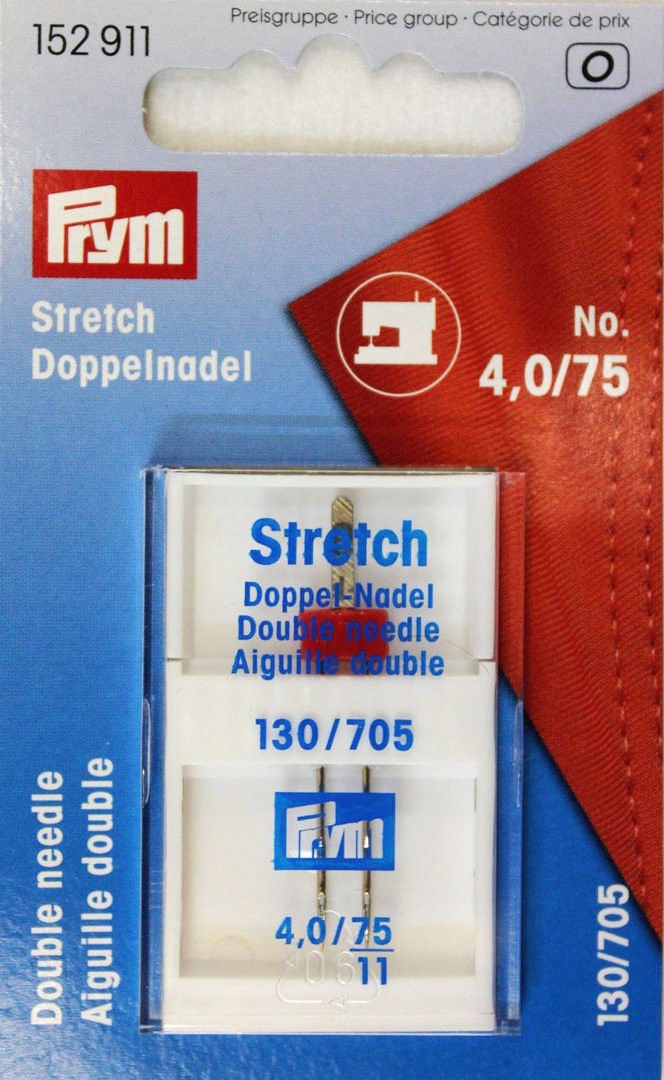 Preisgruppe · Price group · Catégorie de prix
152 911
O
Prym
Stretch
Doppelnadel
No.
4,0/75
Stretch
Doppel-Nadel
Double needle
Aiguille double
130/705
Prym
4,0/75
11
06
Double needle
Aiguille double
130/705